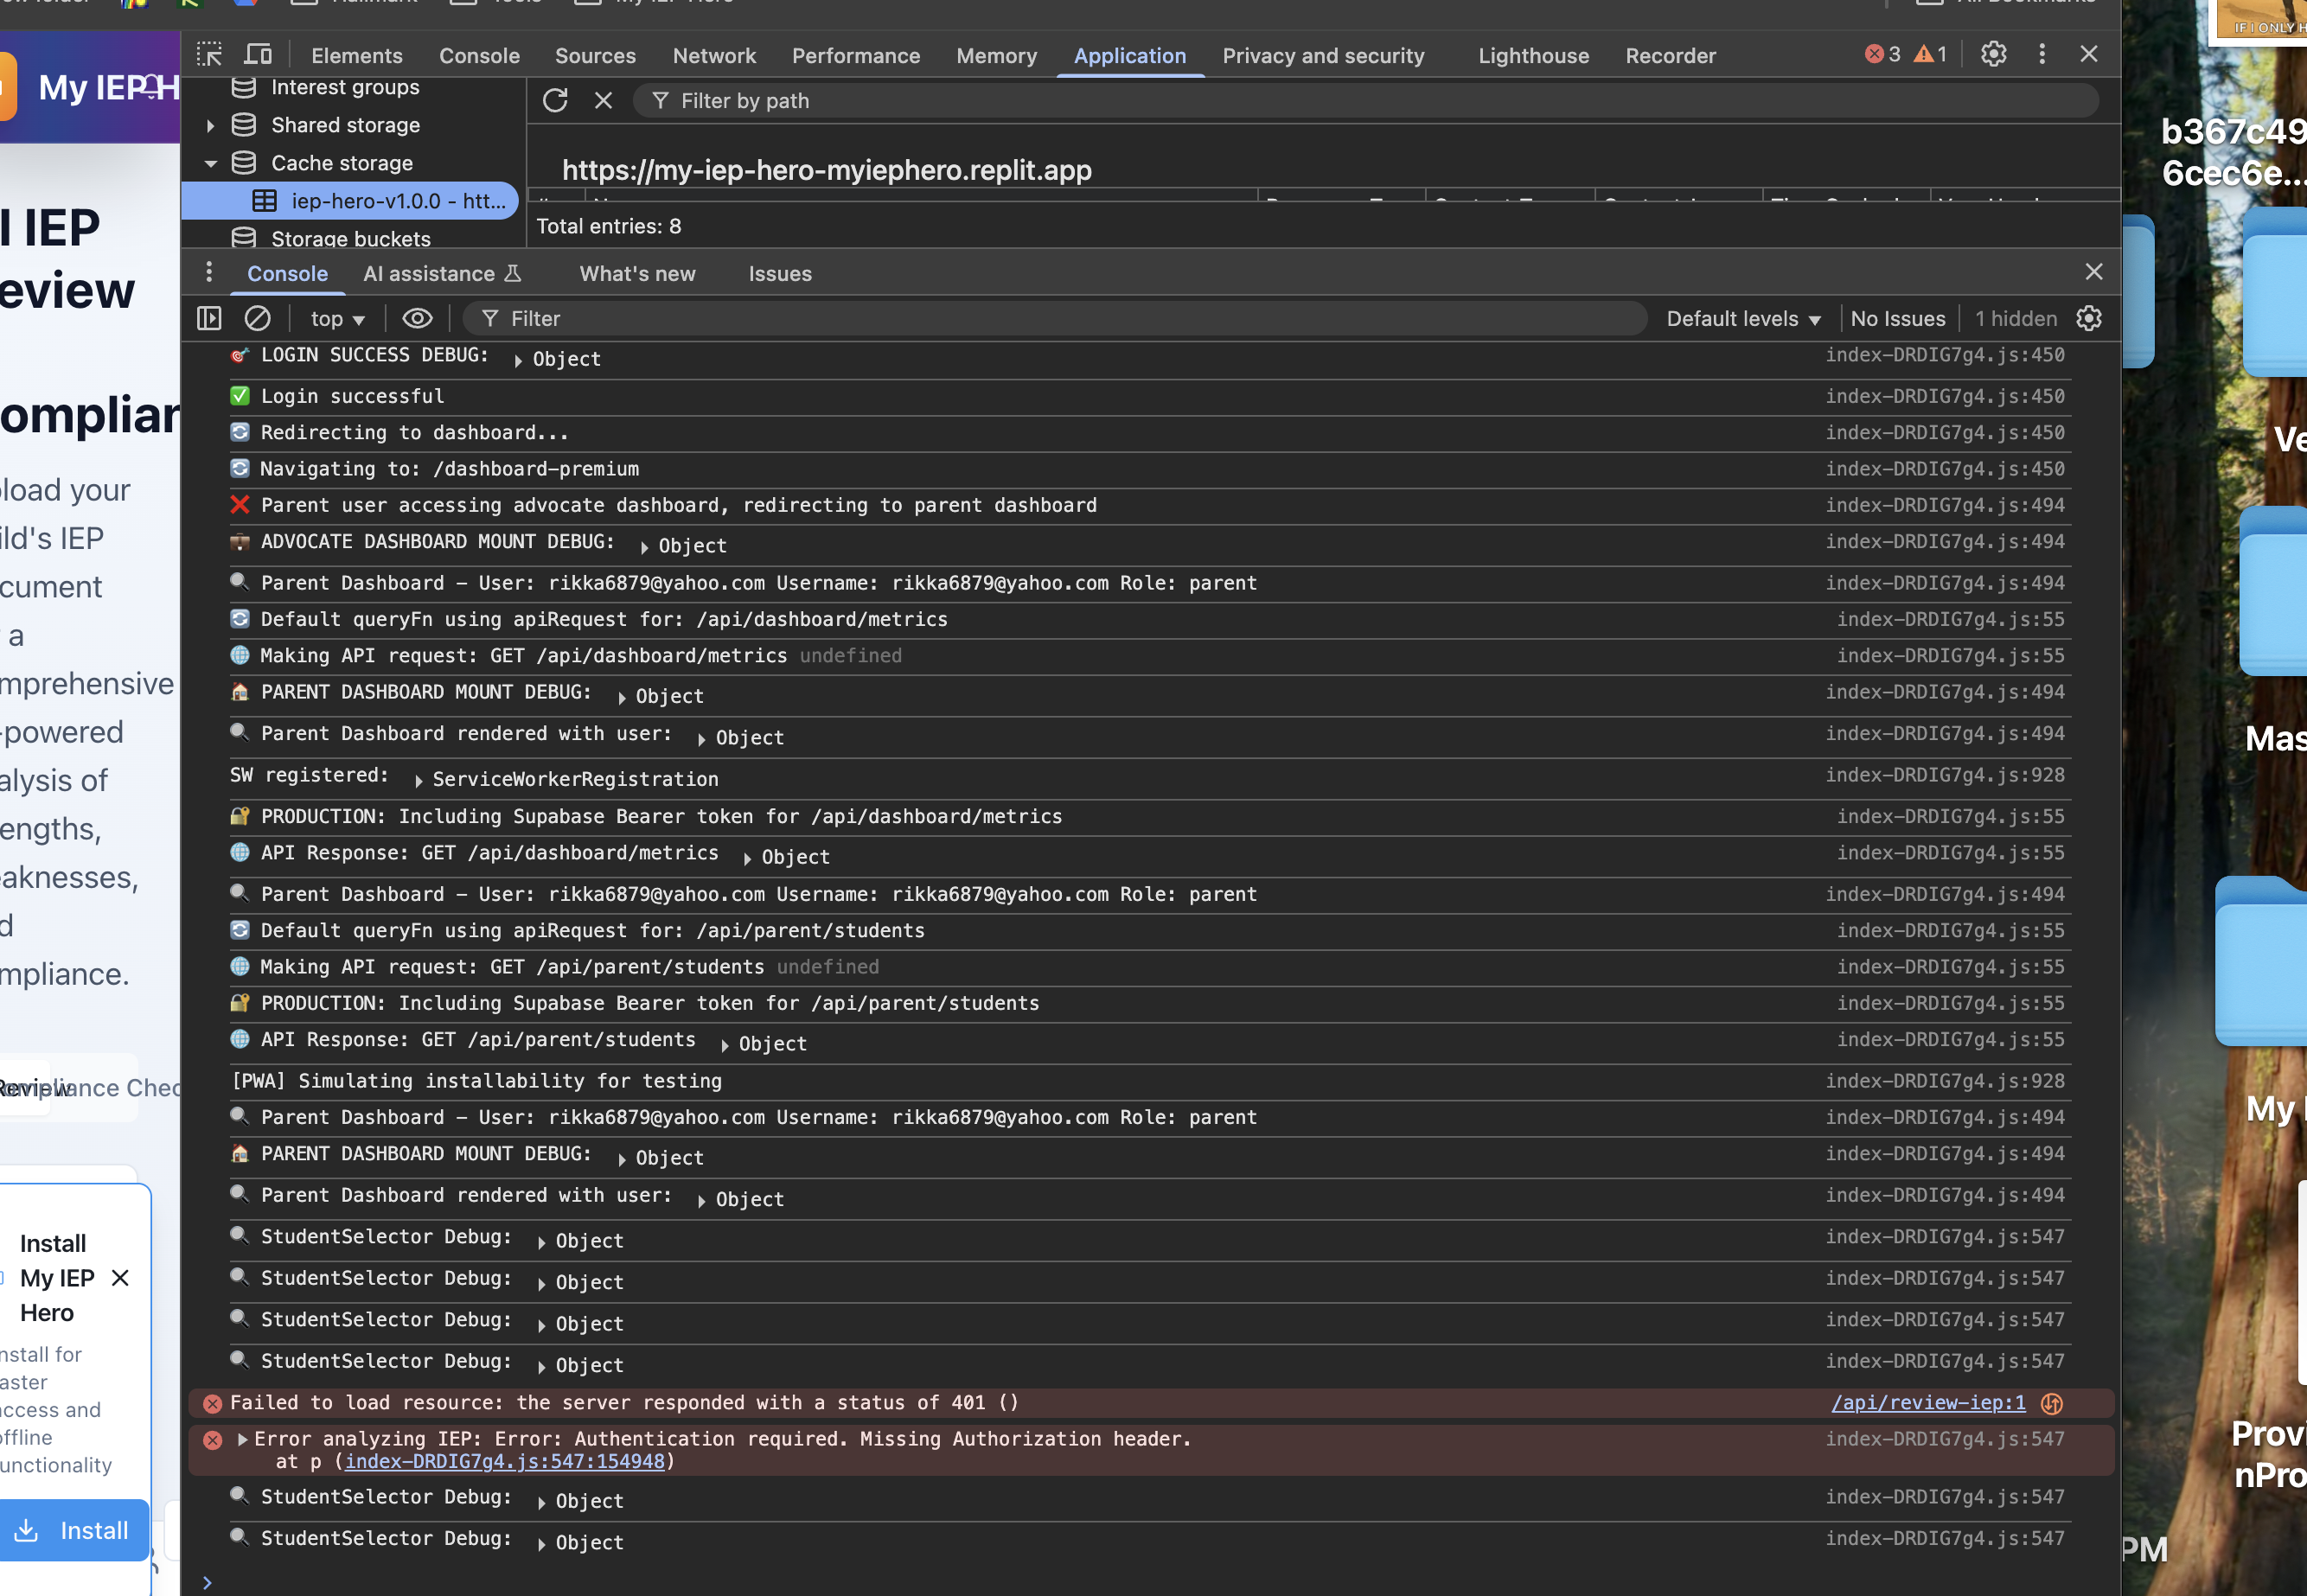 My IEP Hero
All Bookmarks
IF I ONLY H
My IEP H
Elements Console Sources Network Performance Memory Application Privacy and security Lighthouse Recorder 3 1
Interest groups
Shared storage
Cache storage
iep-hero-v1.0.0 - htt...
Storage buckets
Filter by path
https://my-iep-hero-myiephero.replit.app
Total entries: 8
Console AI assistance What's new Issues
top Filter Default levels No Issues 1 hidden
🎯 LOGIN SUCCESS DEBUG: Object index-DRDIG7g4.js:450
✅ Login successful index-DRDIG7g4.js:450
🔄 Redirecting to dashboard... index-DRDIG7g4.js:450
🔄 Navigating to: /dashboard-premium index-DRDIG7g4.js:450
❌ Parent user accessing advocate dashboard, redirecting to parent dashboard index-DRDIG7g4.js:494
💼 ADVOCATE DASHBOARD MOUNT DEBUG: Object index-DRDIG7g4.js:494
🔍 Parent Dashboard – User: rikka6879@yahoo.com Username: rikka6879@yahoo.com Role: parent index-DRDIG7g4.js:494
🔄 Default queryFn using apiRequest for: /api/dashboard/metrics index-DRDIG7g4.js:55
🌐 Making API request: GET /api/dashboard/metrics undefined index-DRDIG7g4.js:55
🏠 PARENT DASHBOARD MOUNT DEBUG: Object index-DRDIG7g4.js:494
🔍 Parent Dashboard rendered with user: Object index-DRDIG7g4.js:494
SW registered: ServiceWorkerRegistration index-DRDIG7g4.js:928
🔐 PRODUCTION: Including Supabase Bearer token for /api/dashboard/metrics index-DRDIG7g4.js:55
🌐 API Response: GET /api/dashboard/metrics Object index-DRDIG7g4.js:55
🔍 Parent Dashboard – User: rikka6879@yahoo.com Username: rikka6879@yahoo.com Role: parent index-DRDIG7g4.js:494
🔄 Default queryFn using apiRequest for: /api/parent/students index-DRDIG7g4.js:55
🌐 Making API request: GET /api/parent/students undefined index-DRDIG7g4.js:55
🔐 PRODUCTION: Including Supabase Bearer token for /api/parent/students index-DRDIG7g4.js:55
🌐 API Response: GET /api/parent/students Object index-DRDIG7g4.js:55
[PWA] Simulating installability for testing index-DRDIG7g4.js:928
🔍 Parent Dashboard – User: rikka6879@yahoo.com Username: rikka6879@yahoo.com Role: parent index-DRDIG7g4.js:494
🏠 PARENT DASHBOARD MOUNT DEBUG: Object index-DRDIG7g4.js:494
🔍 Parent Dashboard rendered with user: Object index-DRDIG7g4.js:494
🔍 StudentSelector Debug: Object index-DRDIG7g4.js:547
🔍 StudentSelector Debug: Object index-DRDIG7g4.js:547
🔍 StudentSelector Debug: Object index-DRDIG7g4.js:547
🔍 StudentSelector Debug: Object index-DRDIG7g4.js:547
Failed to load resource: the server responded with a status of 401 () /api/review-iep:1
Error analyzing IEP: Error: Authentication required. Missing Authorization header. index-DRDIG7g4.js:547
at p (index-DRDIG7g4.js:547:154948)
🔍 StudentSelector Debug: Object index-DRDIG7g4.js:547
🔍 StudentSelector Debug: Object index-DRDIG7g4.js:547
I IEP
eview
omplian
load your
ild's IEP
cument
a
mprehensive
-powered
alysis of
engths,
eaknesses,
d
mpliance.
Review
mpliance Chec
Install
My IEP
Hero
nstall for
aster
access and
offline
unctionality
Install
b367c49
6cec6e...
Ve
Mas
My
Provi
nPro
PM